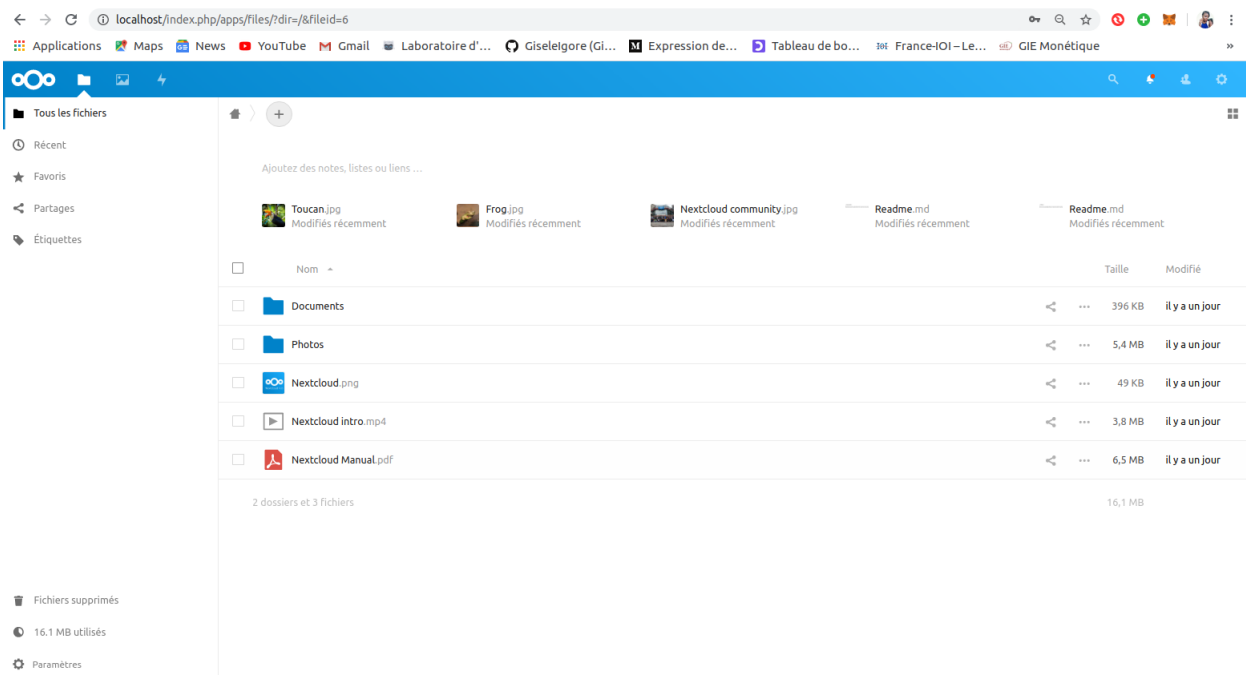 localhost/index.php/apps/files/?dir=/&fileid=6
Applications Maps News YouTube Gmail Laboratoire d'... GiseleIgore (Gi... Expression de... Tableau de bo... France-IOI – Le... GIE Monétique »
Tous les fichiers
Récent
Favoris
Partages
Étiquettes
Ajoutez des notes, listes ou liens ...
Toucan.jpg Frog.jpg Nextcloud community.jpg Readme.md Readme.md
Modifiés récemment Modifiés récemment Modifiés récemment Modifiés récemment Modifiés récemment
Nom Taille Modifié
Documents 396 KB il y a un jour
Photos 5,4 MB il y a un jour
Nextcloud.png 49 KB il y a un jour
Nextcloud intro.mp4 3,8 MB il y a un jour
Nextcloud Manual.pdf 6,5 MB il y a un jour
2 dossiers et 3 fichiers 16,1 MB
Fichiers supprimés
16.1 MB utilisés
Paramètres